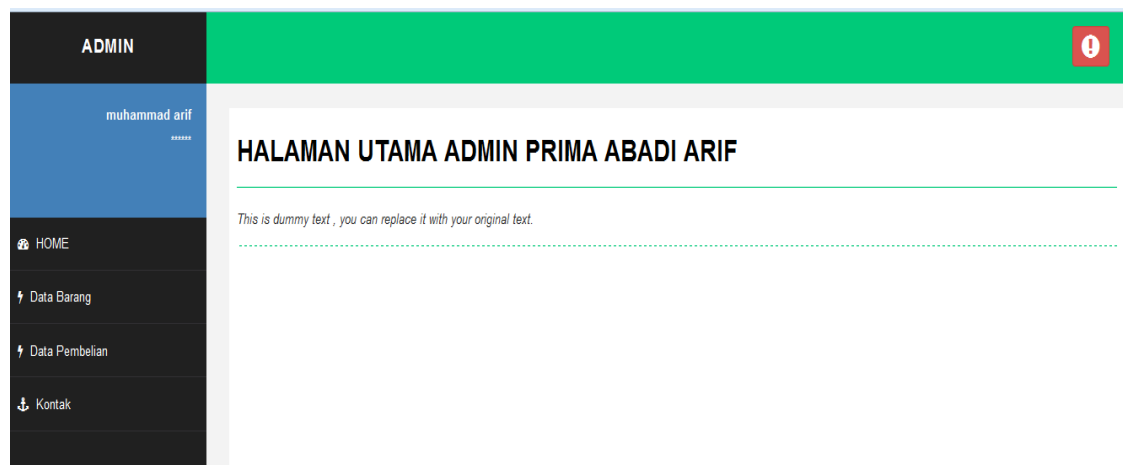 ADMIN
muhammad arif
******
HOME
Data Barang
Data Pembelian
Kontak
HALAMAN UTAMA ADMIN PRIMA ABADI ARIF
This is dummy text , you can replace it with your original text.